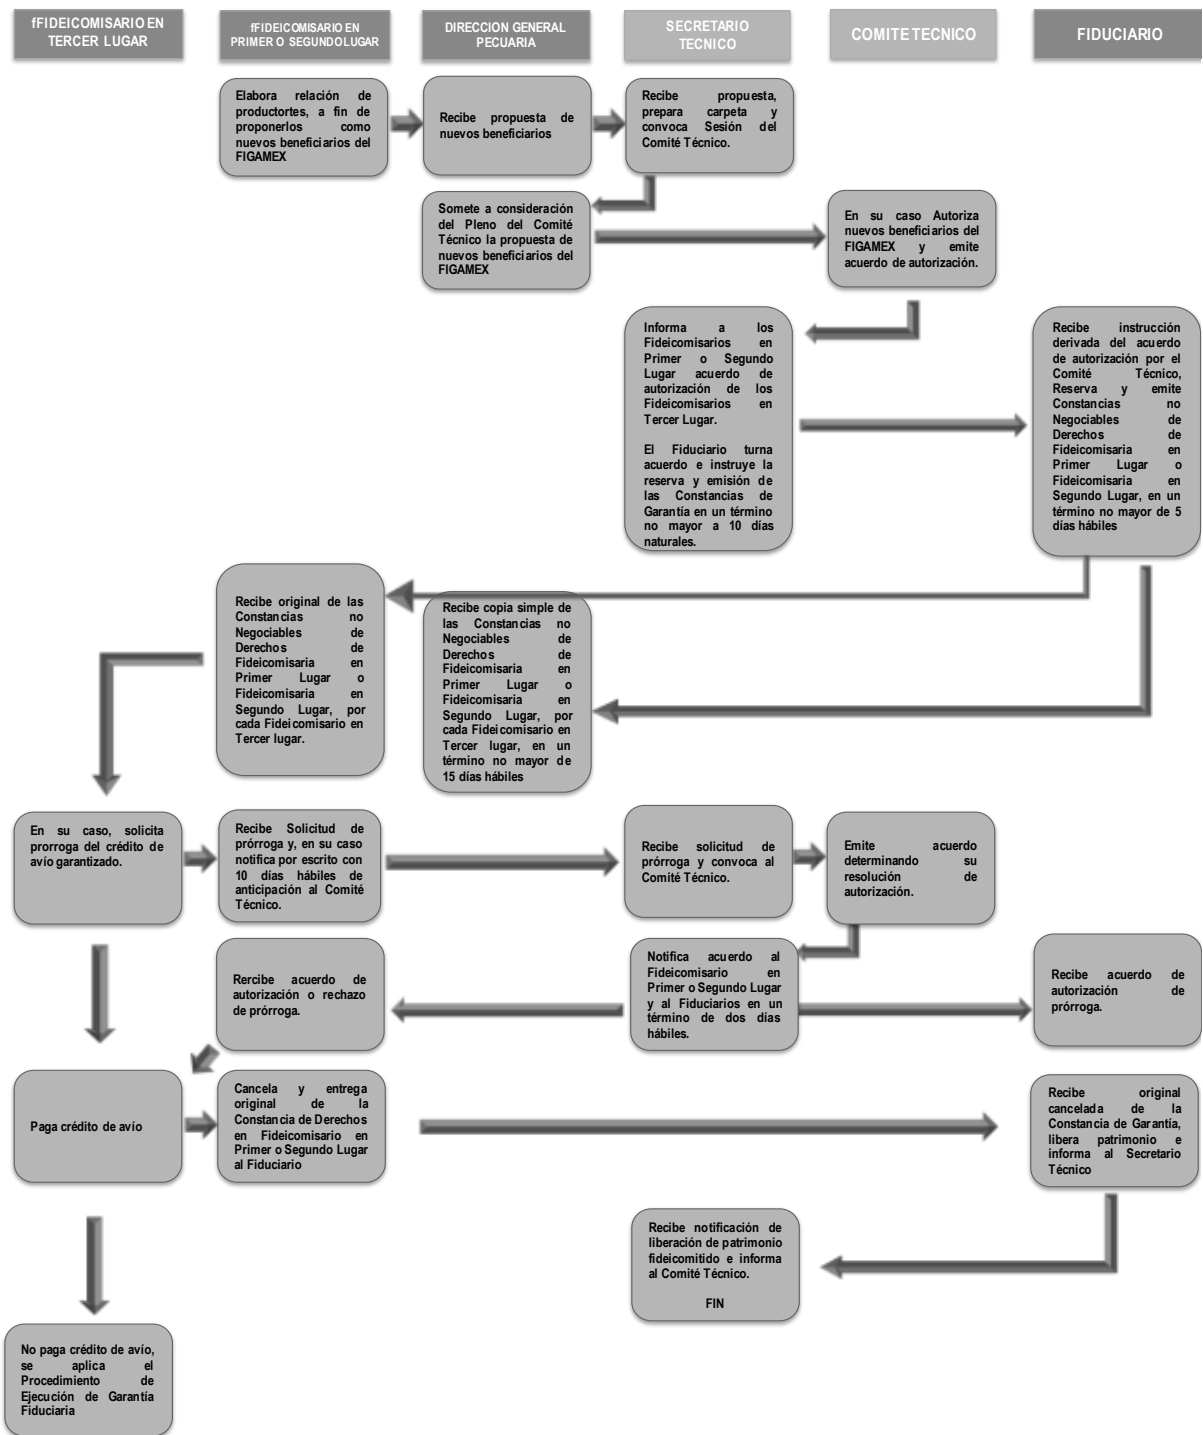 fFIDEICOMISARIO EN
TERCER LUGAR
fFIDEICOMISARIO EN
PRIMER O SEGUNDO LUGAR
DIRECCION GENERAL
PECUARIA
SECRETARIO
TECNICO
COMITE TECNICO
FIDUCIARIO
Elabora relación de
productortes, a fin de
proponerlos como
nuevos beneficiarios del
FIGAMEX
Recibe propuesta de
nuevos beneficiarios
Recibe propuesta,
prepara carpeta y
convoca Sesión del
Comité Técnico.
Somete a consideración
del Pleno del Comité
Técnico la propuesta de
nuevos beneficiarios del
FIGAMEX
En su caso Autoriza
nuevos beneficiarios del
FIGAMEX y emite
acuerdo de autorización.
Informa a los
Fideicomisarios en
Primer o Segundo
Lugar acuerdo de
autorización de los
Fideicomisarios en
Tercer Lugar.
El Fiduciario turna
acuerdo e instruye la
reserva y emisión de
las Constancias de
Garantía en un término
no mayor a 10 días
naturales.
Recibe instrucción
derivada del acuerdo
de autorización por el
Comité Técnico,
Reserva y emite
Constancias no
Negociables de
Derechos de
Fideicomisaria en
Primer Lugar o
Fideicomisaria en
Segundo Lugar, en un
término no mayor de 5
días hábiles
Recibe original de las
Constancias no
Negociables de
Derechos de
Fideicomisaria en
Primer Lugar o
Fideicomisaria en
Segundo Lugar, por
cada Fideicomisario en
Tercer lugar.
Recibe copia simple de
las Constancias no
Negociables de
Derechos de
Fideicomisaria en
Primer Lugar o
Fideicomisaria en
Segundo Lugar, por
cada Fideicomisario en
Tercer lugar, en un
término no mayor de
15 días hábiles
En su caso, solicita
prorroga del crédito de
avío garantizado.
Recibe Solicitud de
prórroga y, en su caso
notifica por escrito con
10 días hábiles de
anticipación al Comité
Técnico.
Recibe solicitud de
prórroga y convoca al
Comité Técnico.
Emite acuerdo
determinando su
resolución de
autorización.
Rercibe acuerdo de
autorización o rechazo
de prórroga.
Notifica acuerdo al
Fideicomisario en
Primer o Segundo Lugar
y al Fiduciarios en un
término de dos días
hábiles.
Recibe acuerdo de
autorización de
prórroga.
Paga crédito de avío
Cancela y entrega
original de la
Constancia de Derechos
en Fideicomisario en
Primer o Segundo Lugar
al Fiduciario
Recibe original
cancelada de la
Constancia de Garantía,
libera patrimonio e
informa al Secretario
Técnico
Recibe notificación de
liberación de patrimonio
fideicomitido e informa
al Comité Técnico.
FIN
No paga crédito de avío,
se aplica el
Procedimiento de
Ejecución de Garantía
Fiduciaria